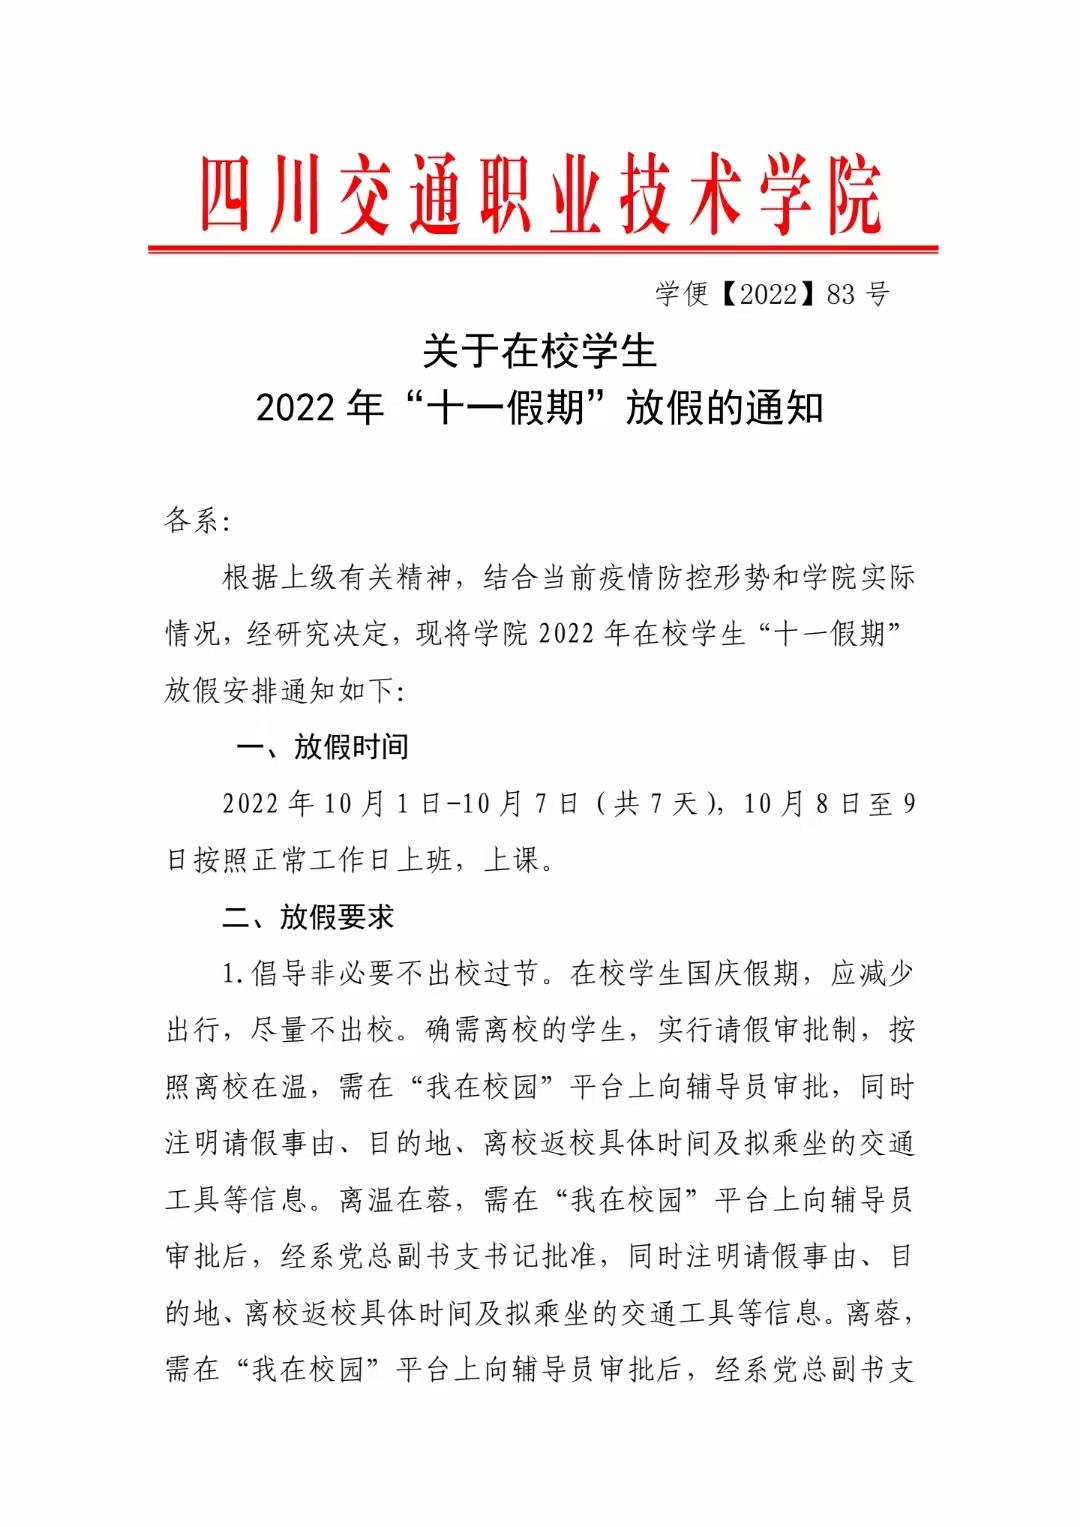 四川交通职业技术学院
学便【2022】83 号
关于在校学生
2022 年“十一假期”放假的通知
各系：
根据上级有关精神，结合当前疫情防控形势和学院实际
情况，经研究决定，现将学院 2022 年在校学生“十一假期”
放假安排通知如下：
一、放假时间
2022 年 10 月 1 日-10 月 7 日（共 7 天），10 月 8 日至 9
日按照正常工作日上班，上课。
二、放假要求
1.倡导非必要不出校过节。在校学生国庆假期，应减少
出行，尽量不出校。确需离校的学生，实行请假审批制，按
照离校在温，需在“我在校园”平台上向辅导员审批，同时
注明请假事由、目的地、离校返校具体时间及拟乘坐的交通
工具等信息。离温在蓉，需在“我在校园”平台上向辅导员
审批后，经系党总副书支书记批准，同时注明请假事由、目
的地、离校返校具体时间及拟乘坐的交通工具等信息。离蓉，
需在“我在校园”平台上向辅导员审批后，经系党总副书支